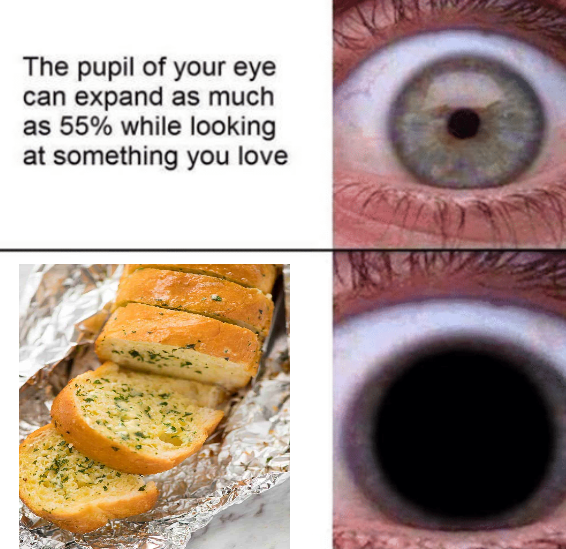 The pupil of your eye
can expand as much
as 55% while looking
at something you love